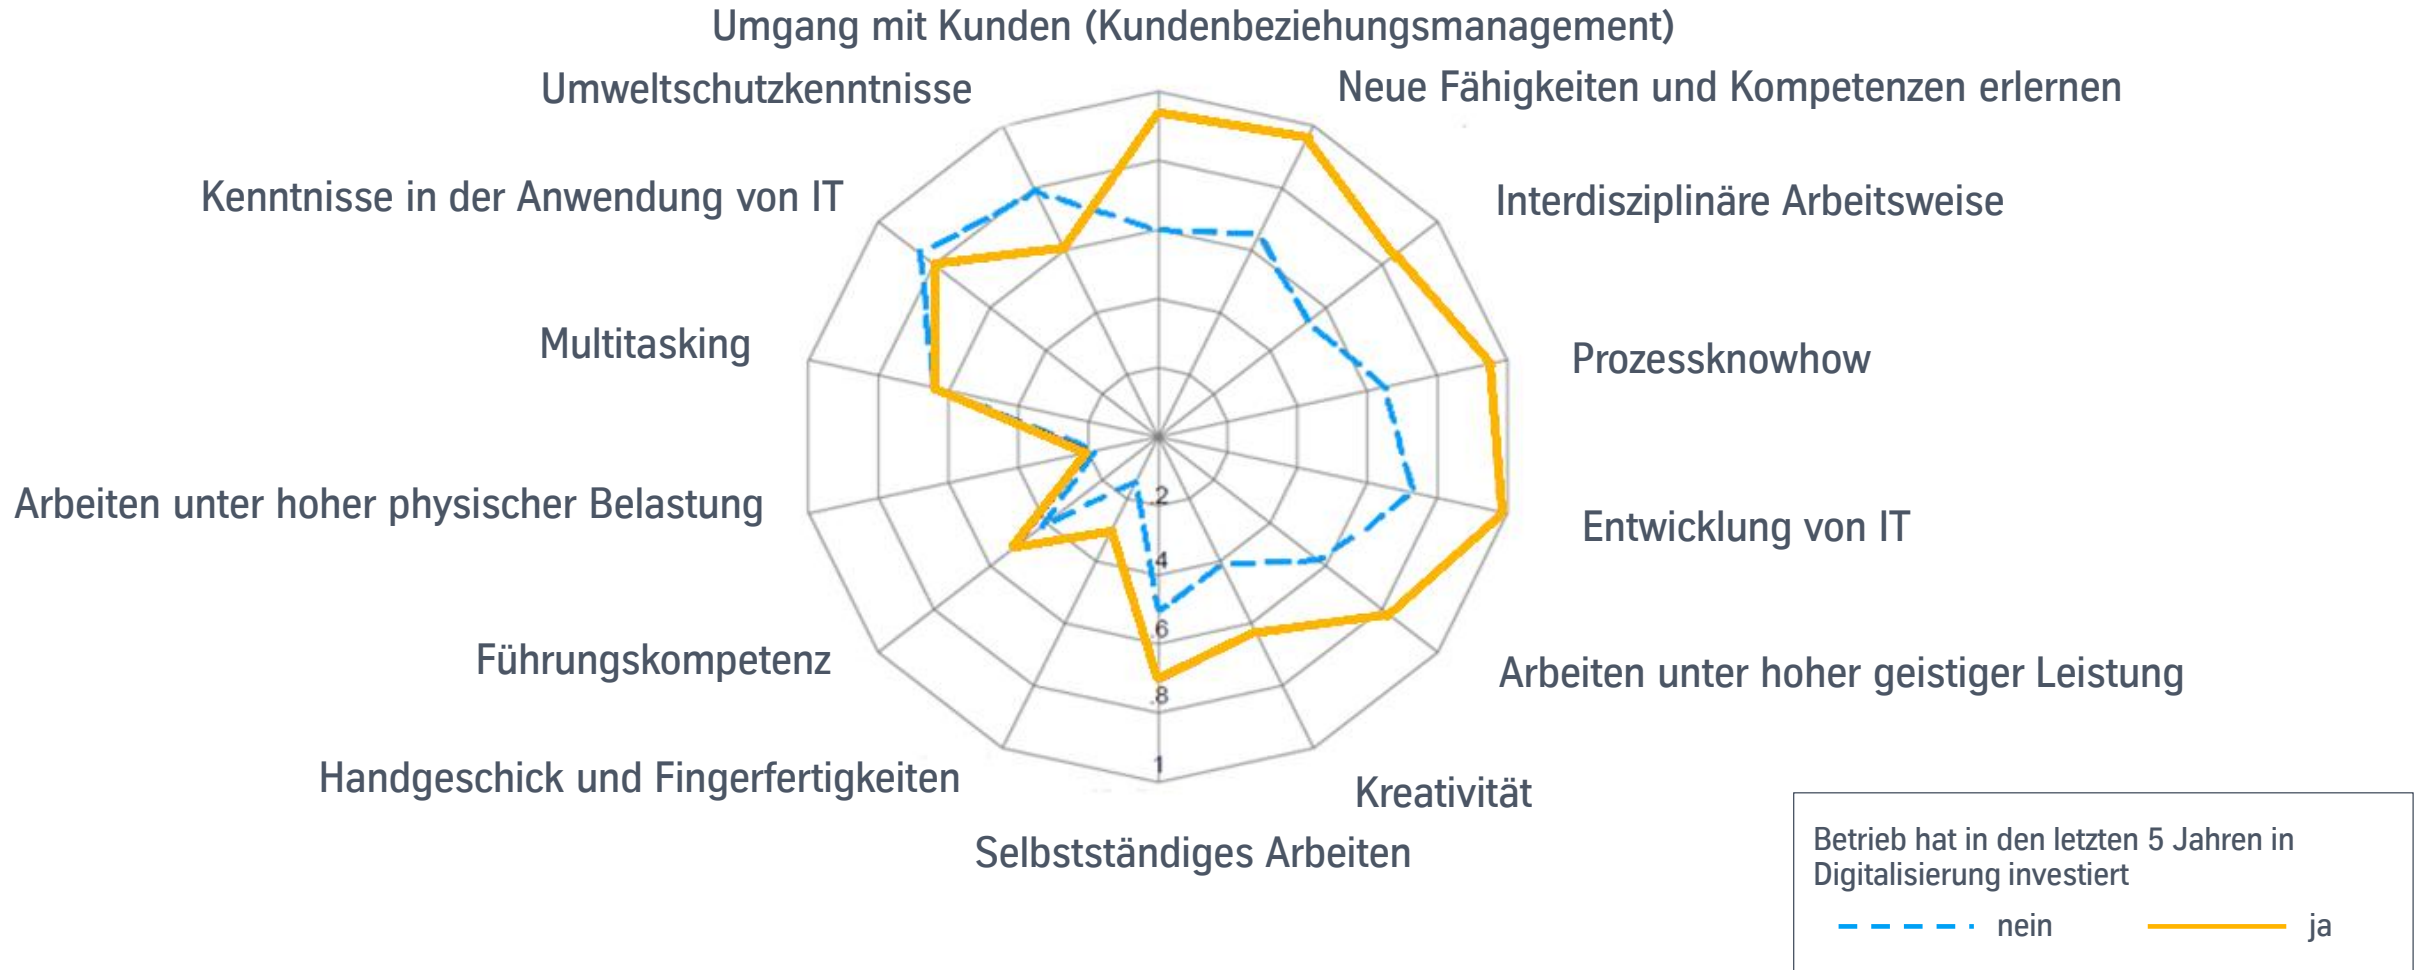 Umgang mit Kunden (Kundenbeziehungsmanagement)
Neue Fähigkeiten und Kompetenzen erlernen
Umweltschutzkenntnisse
Interdisziplinäre Arbeitsweise
Kenntnisse in der Anwendung von IT
Prozessknowhow
Multitasking
Entwicklung von IT
Arbeiten unter hoher physischer Belastung
Arbeiten unter hoher geistiger Leistung
Führungskompetenz
Kreativität
Handgeschick und Fingerfertigkeiten
Selbstständiges Arbeiten
.2
.4
.6
.8
1
Betrieb hat in den letzten 5 Jahren in
Digitalisierung investiert
nein ja